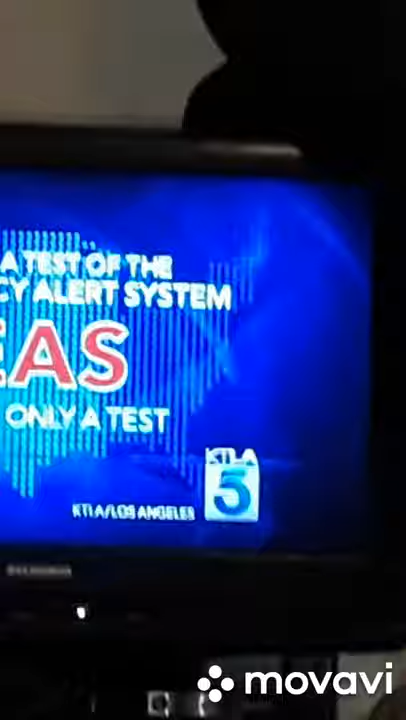 A TEST OF THE
CY ALERT SYSTEM
EAS
ONLY A TEST
KTLA
5
KTLA/LOS ANGELES
movavi